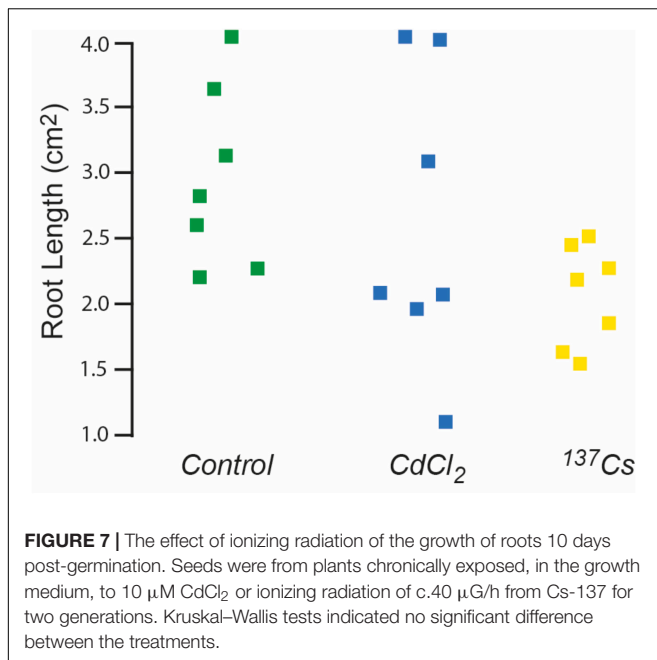 4.0
3.5
3.0
2.5
2.0
1.5
1.0
Root Length (cm²)
Control CdCl₂ ¹³⁷Cs
FIGURE 7 | The effect of ionizing radiation of the growth of roots 10 days
post-germination. Seeds were from plants chronically exposed, in the growth
medium, to 10 μM CdCl₂ or ionizing radiation of c.40 μG/h from Cs-137 for
two generations. Kruskal–Wallis tests indicated no significant difference
between the treatments.